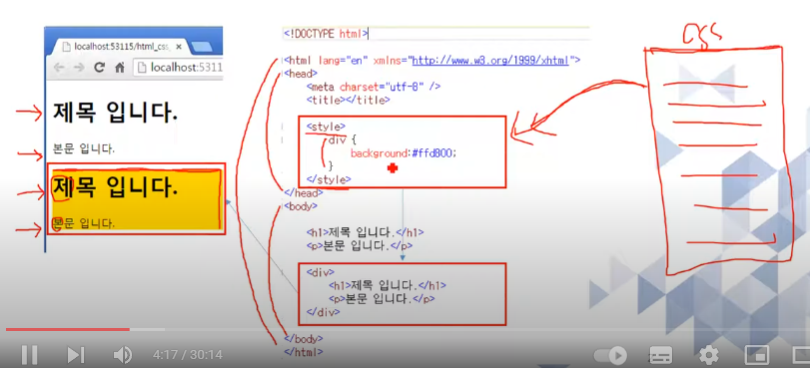 localhost:53115/html_css,
localhost:5311
제목 입니다.
본문 입니다.
제목 입니다.
본문 입니다.
<!DOCTYPE html>
<html lang="en" xmlns="http://www.w3.org/1999/xhtml">
<head>
<meta charset="utf-8" />
<title></title>
<style>
div {
background:#ffd800;
}
</style>
</head>
<body>
<h1>제목 입니다.</h1>
<p>본문 입니다.</p>
<div>
<h1>제목 입니다.</h1>
<p>본문 입니다.</p>
</div>
</body>
</html>
css
4:17 / 30:14